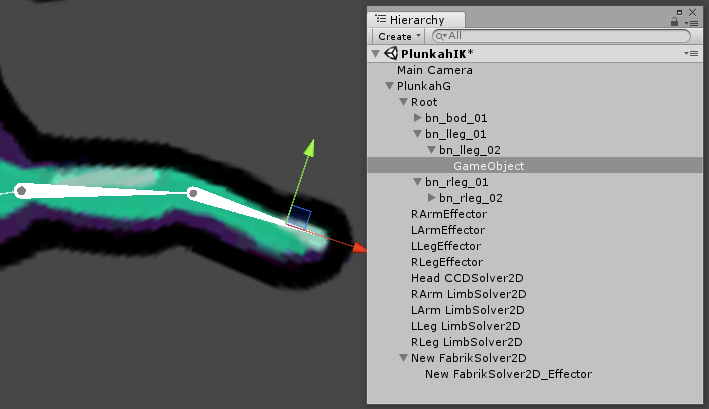 Hierarchy
Create All
PlunkahIK*
Main Camera
PlunkahG
Root
bn_bod_01
bn_lleg_01
bn_lleg_02
GameObject
bn_rleg_01
bn_rleg_02
RArmEffector
LArmEffector
LLegEffector
RLegEffector
Head CCDSolver2D
RArm LimbSolver2D
LArm LimbSolver2D
LLeg LimbSolver2D
RLeg LimbSolver2D
New FabrikSolver2D
New FabrikSolver2D_Effector